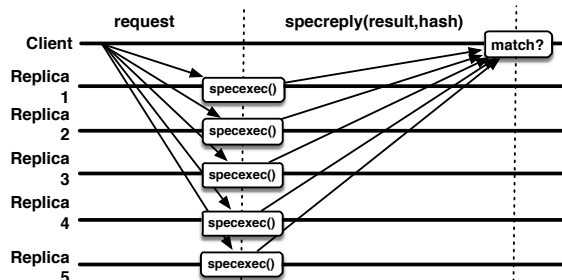 request specreply(result,hash)
Client match?
Replica
1 specexec()
Replica
2 specexec()
Replica
3 specexec()
Replica
4 specexec()
Replica
5 specexec()